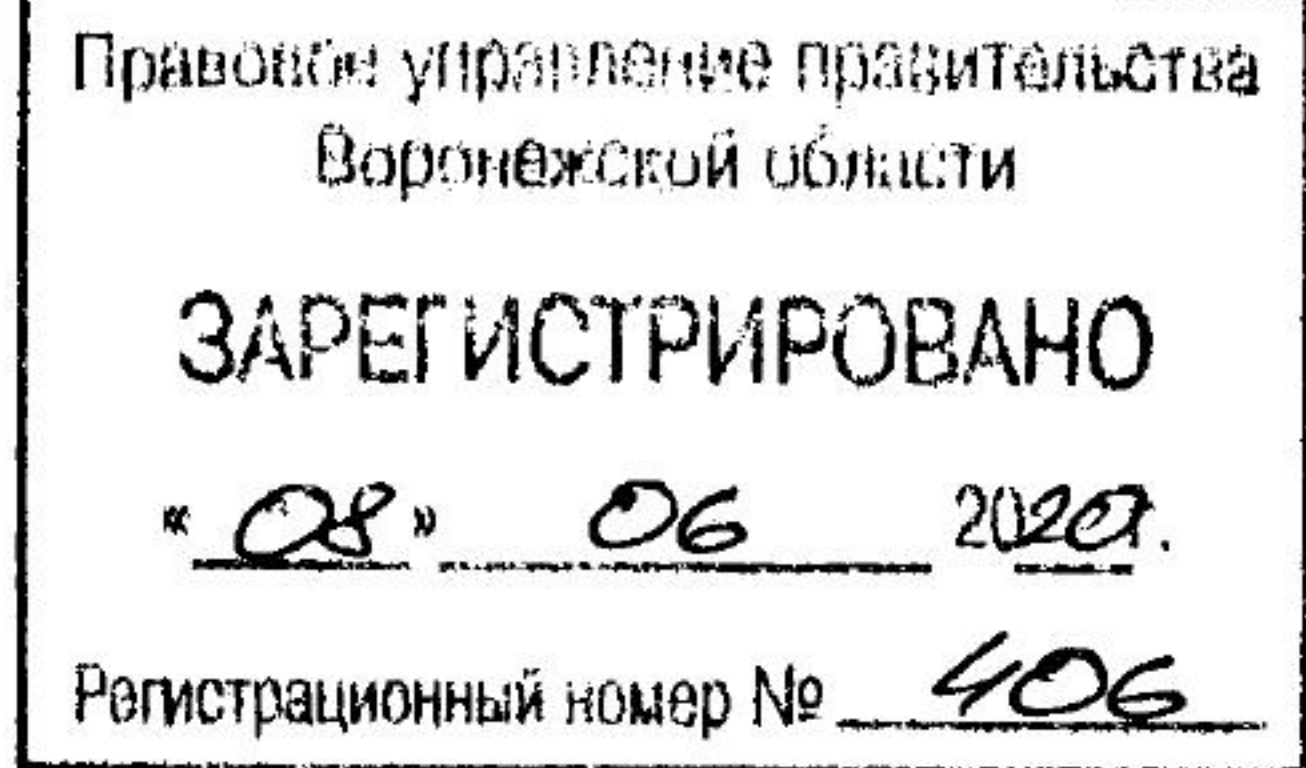 Правовое управление правительства
Воронежской области
ЗАРЕГИСТРИРОВАНО
« 08 » 06 2020г.
Регистрационный номер № 406